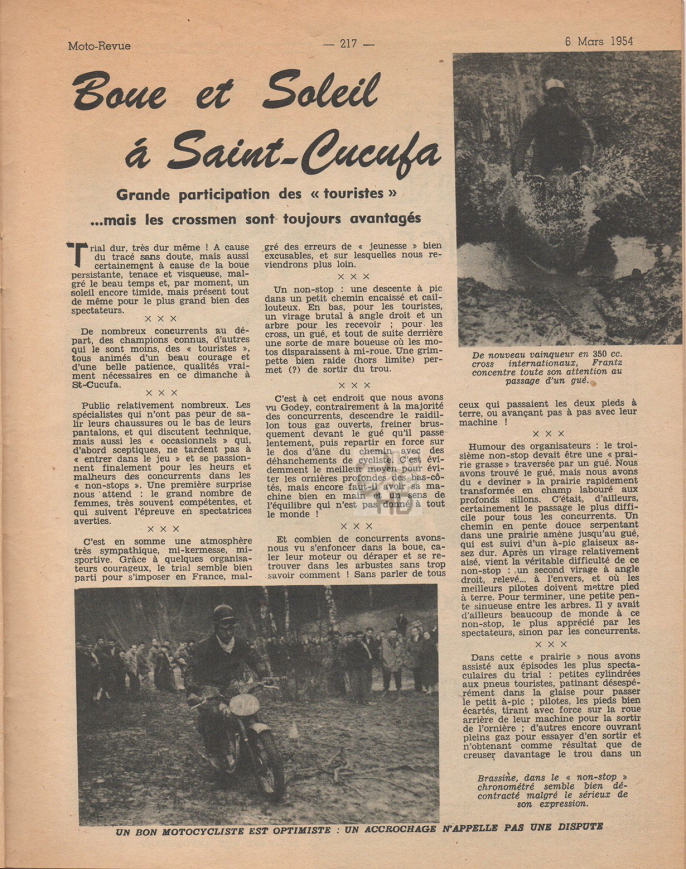 Moto-Revue
— 217 —
6 Mars 1954
Boue et Soleil
á Saint-Cucufa
Grande participation des « touristes »
...mais les crossmen sont toujours avantagés
Trial dur, très dur même ! A cause
du tracé sans doute, mais aussi
certainement à cause de la boue
persistante, tenace et visqueuse, mal-
gré le beau temps et, par moment, un
soleil encore timide, mais présent tout
de même pour le plus grand bien des
spectateurs.
× × ×
De nombreux concurrents au dé-
part, des champions connus, d'autres
qui le sont moins, des « touristes »,
tous animés d'un beau courage et
d'une belle patience, qualités vrai-
ment nécessaires en ce dimanche à
St-Cucufa.
× × ×
Public relativement nombreux. Les
spécialistes qui n'ont pas peur de sa-
lir leurs chaussures ou le bas de leurs
pantalons, et qui discutent technique,
mais aussi les « occasionnels » qui,
d'abord sceptiques, ne tardent pas à
« entrer dans le jeu » et se passion-
nent finalement pour les heurs et
malheurs des concurrents dans les
« non-stops ». Une première surprise
nous attend : le grand nombre de
femmes, très souvent compétentes, et
qui suivent l'épreuve en spectatrices
averties.
× × ×
C'est en somme une atmosphère
très sympathique, mi-kermesse, mi-
sportive. Grâce à quelques organisa-
teurs courageux, le trial semble bien
parti pour s'imposer en France, mal-
gré des erreurs de « jeunesse » bien
excusables, et sur lesquelles nous re-
viendrons plus loin.
× × ×
Un non-stop : une descente à pic
dans un petit chemin encaissé et cail-
louteux. En bas, pour les touristes,
un virage brutal à angle droit et un
arbre pour les recevoir ; pour les
cross, un gué, et tout de suite derrière
une sorte de mare boueuse où les mo-
tos disparaissent à mi-roue. Une grim-
pette bien raide (hors limite) per-
met (?) de sortir du trou.
× × ×
C'est à cet endroit que nous avons
vu Godey, contrairement à la majorité
des concurrents, descendre le raidil-
lon tous gaz ouverts, freiner brus-
quement devant le gué qu'il passe
lentement, puis repartir en force sur
le dos d'âne du chemin avec des
déhanchements de cycliste. C'est évi-
demment le meilleur moyen pour évi-
ter les ornières profondes des bas-cô-
tés, mais encore faut-il avoir sa ma-
chine bien en main et un sens de
l'équilibre qui n'est pas donné à tout
le monde !
× × ×
Et combien de concurrents avons-
nous vu s'enfoncer dans la boue, ca-
ler leur moteur ou déraper et se re-
trouver dans les arbustes sans trop
savoir comment ! Sans parler de tous
De nouveau vainqueur en 350 cc.
cross internationaux, Frantz
concentre toute son attention au
passage d'un gué.
ceux qui passaient les deux pieds à
terre, ou avançant pas à pas avec leur
machine !
× × ×
Humour des organisateurs : le troi-
sième non-stop devait être une « prai-
rie grasse » traversée par un gué. Nous
avons trouvé le gué, mais nous avons
du « deviner » la prairie rapidement
transformée en champ labouré aux
profonds sillons. C'était, d'ailleurs,
certainement le passage le plus diffi-
cile pour tous les concurrents. Un
chemin en pente douce serpentant
dans une prairie amène jusqu'au gué,
qui est suivi d'un à-pic glaiseux as-
sez dur. Après un virage relativement
aisé, vient la véritable difficulté de ce
non-stop : un second virage à angle
droit, relevé... à l'envers, et où les
meilleurs pilotes doivent mettre pied
à terre. Pour terminer, une petite pen-
te sinueuse entre les arbres. Il y avait
d'ailleurs beaucoup de monde à ce
non-stop, le plus apprécié par les
spectateurs, sinon par les concurrents.
× × ×
Dans cette « prairie » nous avons
assisté aux épisodes les plus specta-
culaires du trial : petites cylindrées
aux pneus touristes, patinant désespé-
rément dans la glaise pour passer
le petit à-pic ; pilotes, les pieds bien
écartés, tirant avec force sur la roue
arrière de leur machine pour la sortir
de l'ornière ; d'autres encore ouvrant
pleins gaz pour essayer d'en sortir et
n'obtenant comme résultat que de
creuser davantage le trou dans un
Brassine, dans le « non-stop »
chronométré semble bien dé-
contracté malgré le sérieux de
son expression.
UN BON MOTOCYCLISTE EST OPTIMISTE : UN ACCROCHAGE N'APPELLE PAS UNE DISPUTE